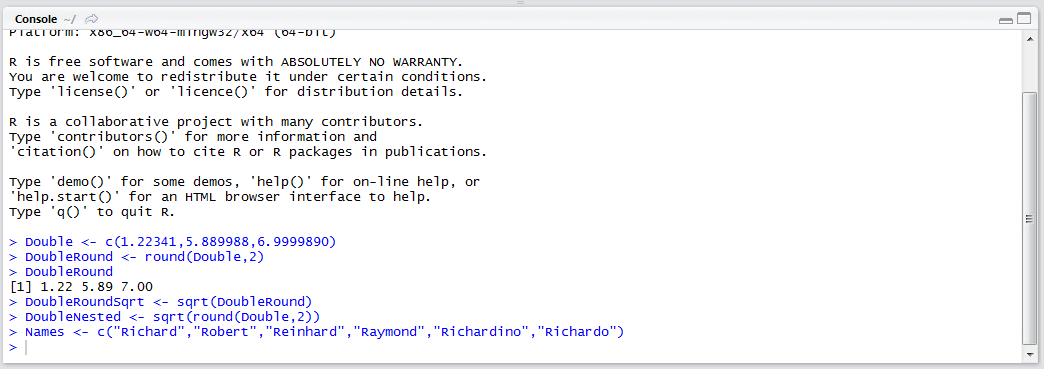 Console ~/
Platform: x86_64-w64-mingw32/x64 (64-bit)
R is free software and comes with ABSOLUTELY NO WARRANTY.
You are welcome to redistribute it under certain conditions.
Type 'license()' or 'licence()' for distribution details.
R is a collaborative project with many contributors.
Type 'contributors()' for more information and
'citation()' on how to cite R or R packages in publications.
Type 'demo()' for some demos, 'help()' for on-line help, or
'help.start()' for an HTML browser interface to help.
Type 'q()' to quit R.
> Double <- c(1.22341,5.889988,6.9999890)
> DoubleRound <- round(Double,2)
> DoubleRound
[1] 1.22 5.89 7.00
> DoubleRoundSqrt <- sqrt(DoubleRound)
> DoubleNested <- sqrt(round(Double,2))
> Names <- c("Richard","Robert","Reinhard","Raymond","Richardino","Richardo")
>